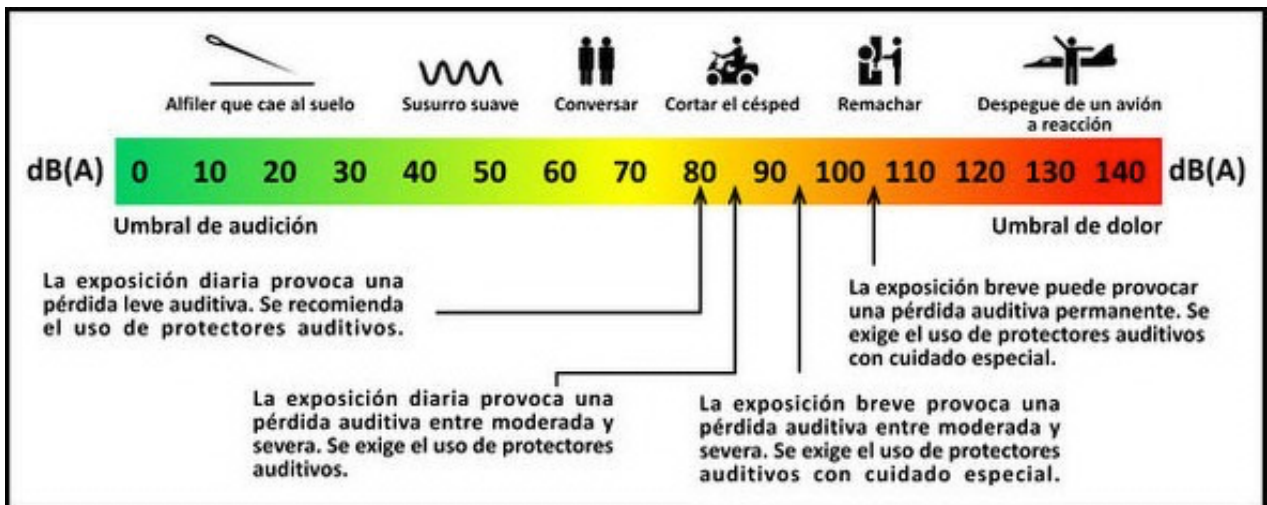 Alfiler que cae al suelo
Susurro suave
Conversar
Cortar el césped
Remachar
Despegue de un avión
a reacción
dB(A) 0 10 20 30 40 50 60 70 80 90 100 110 120 130 140 dB(A)
Umbral de audición
Umbral de dolor
La exposición diaria provoca una
pérdida leve auditiva. Se recomienda
el uso de protectores auditivos.
La exposición breve puede provocar
una pérdida auditiva permanente. Se
exige el uso de protectores auditivos
con cuidado especial.
La exposición diaria provoca una
pérdida auditiva entre moderada y
severa. Se exige el uso de protectores
auditivos.
La exposición breve provoca una
pérdida auditiva entre moderada y
severa. Se exige el uso de protectores
auditivos con cuidado especial.